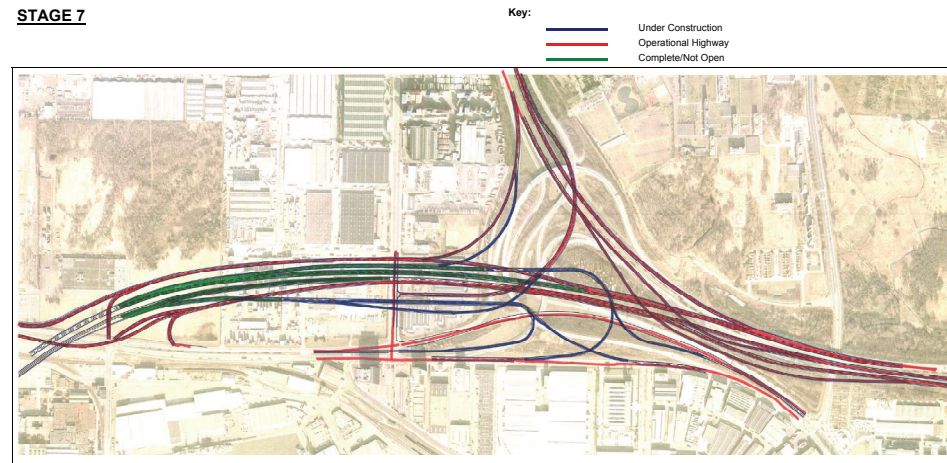 STAGE 7
Key:
Under Construction
Operational Highway
Complete/Not Open